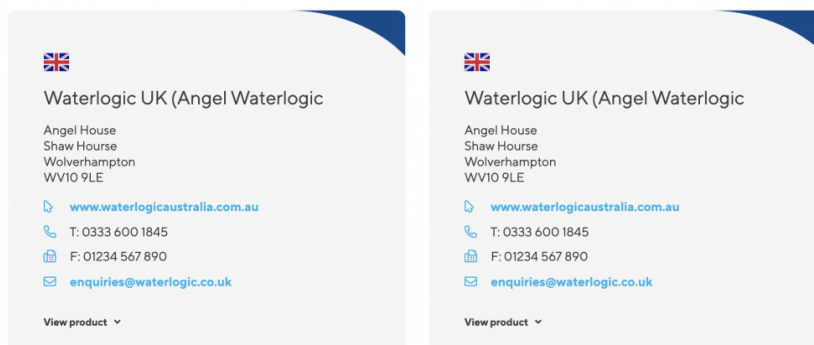 Waterlogic UK (Angel Waterlogic
Angel House
Shaw Hourse
Wolverhampton
WV10 9LE
www.waterlogicaustralia.com.au
T: 0333 600 1845
F: 01234 567 890
enquiries@waterlogic.co.uk
View product
Waterlogic UK (Angel Waterlogic
Angel House
Shaw Hourse
Wolverhampton
WV10 9LE
www.waterlogicaustralia.com.au
T: 0333 600 1845
F: 01234 567 890
enquiries@waterlogic.co.uk
View product